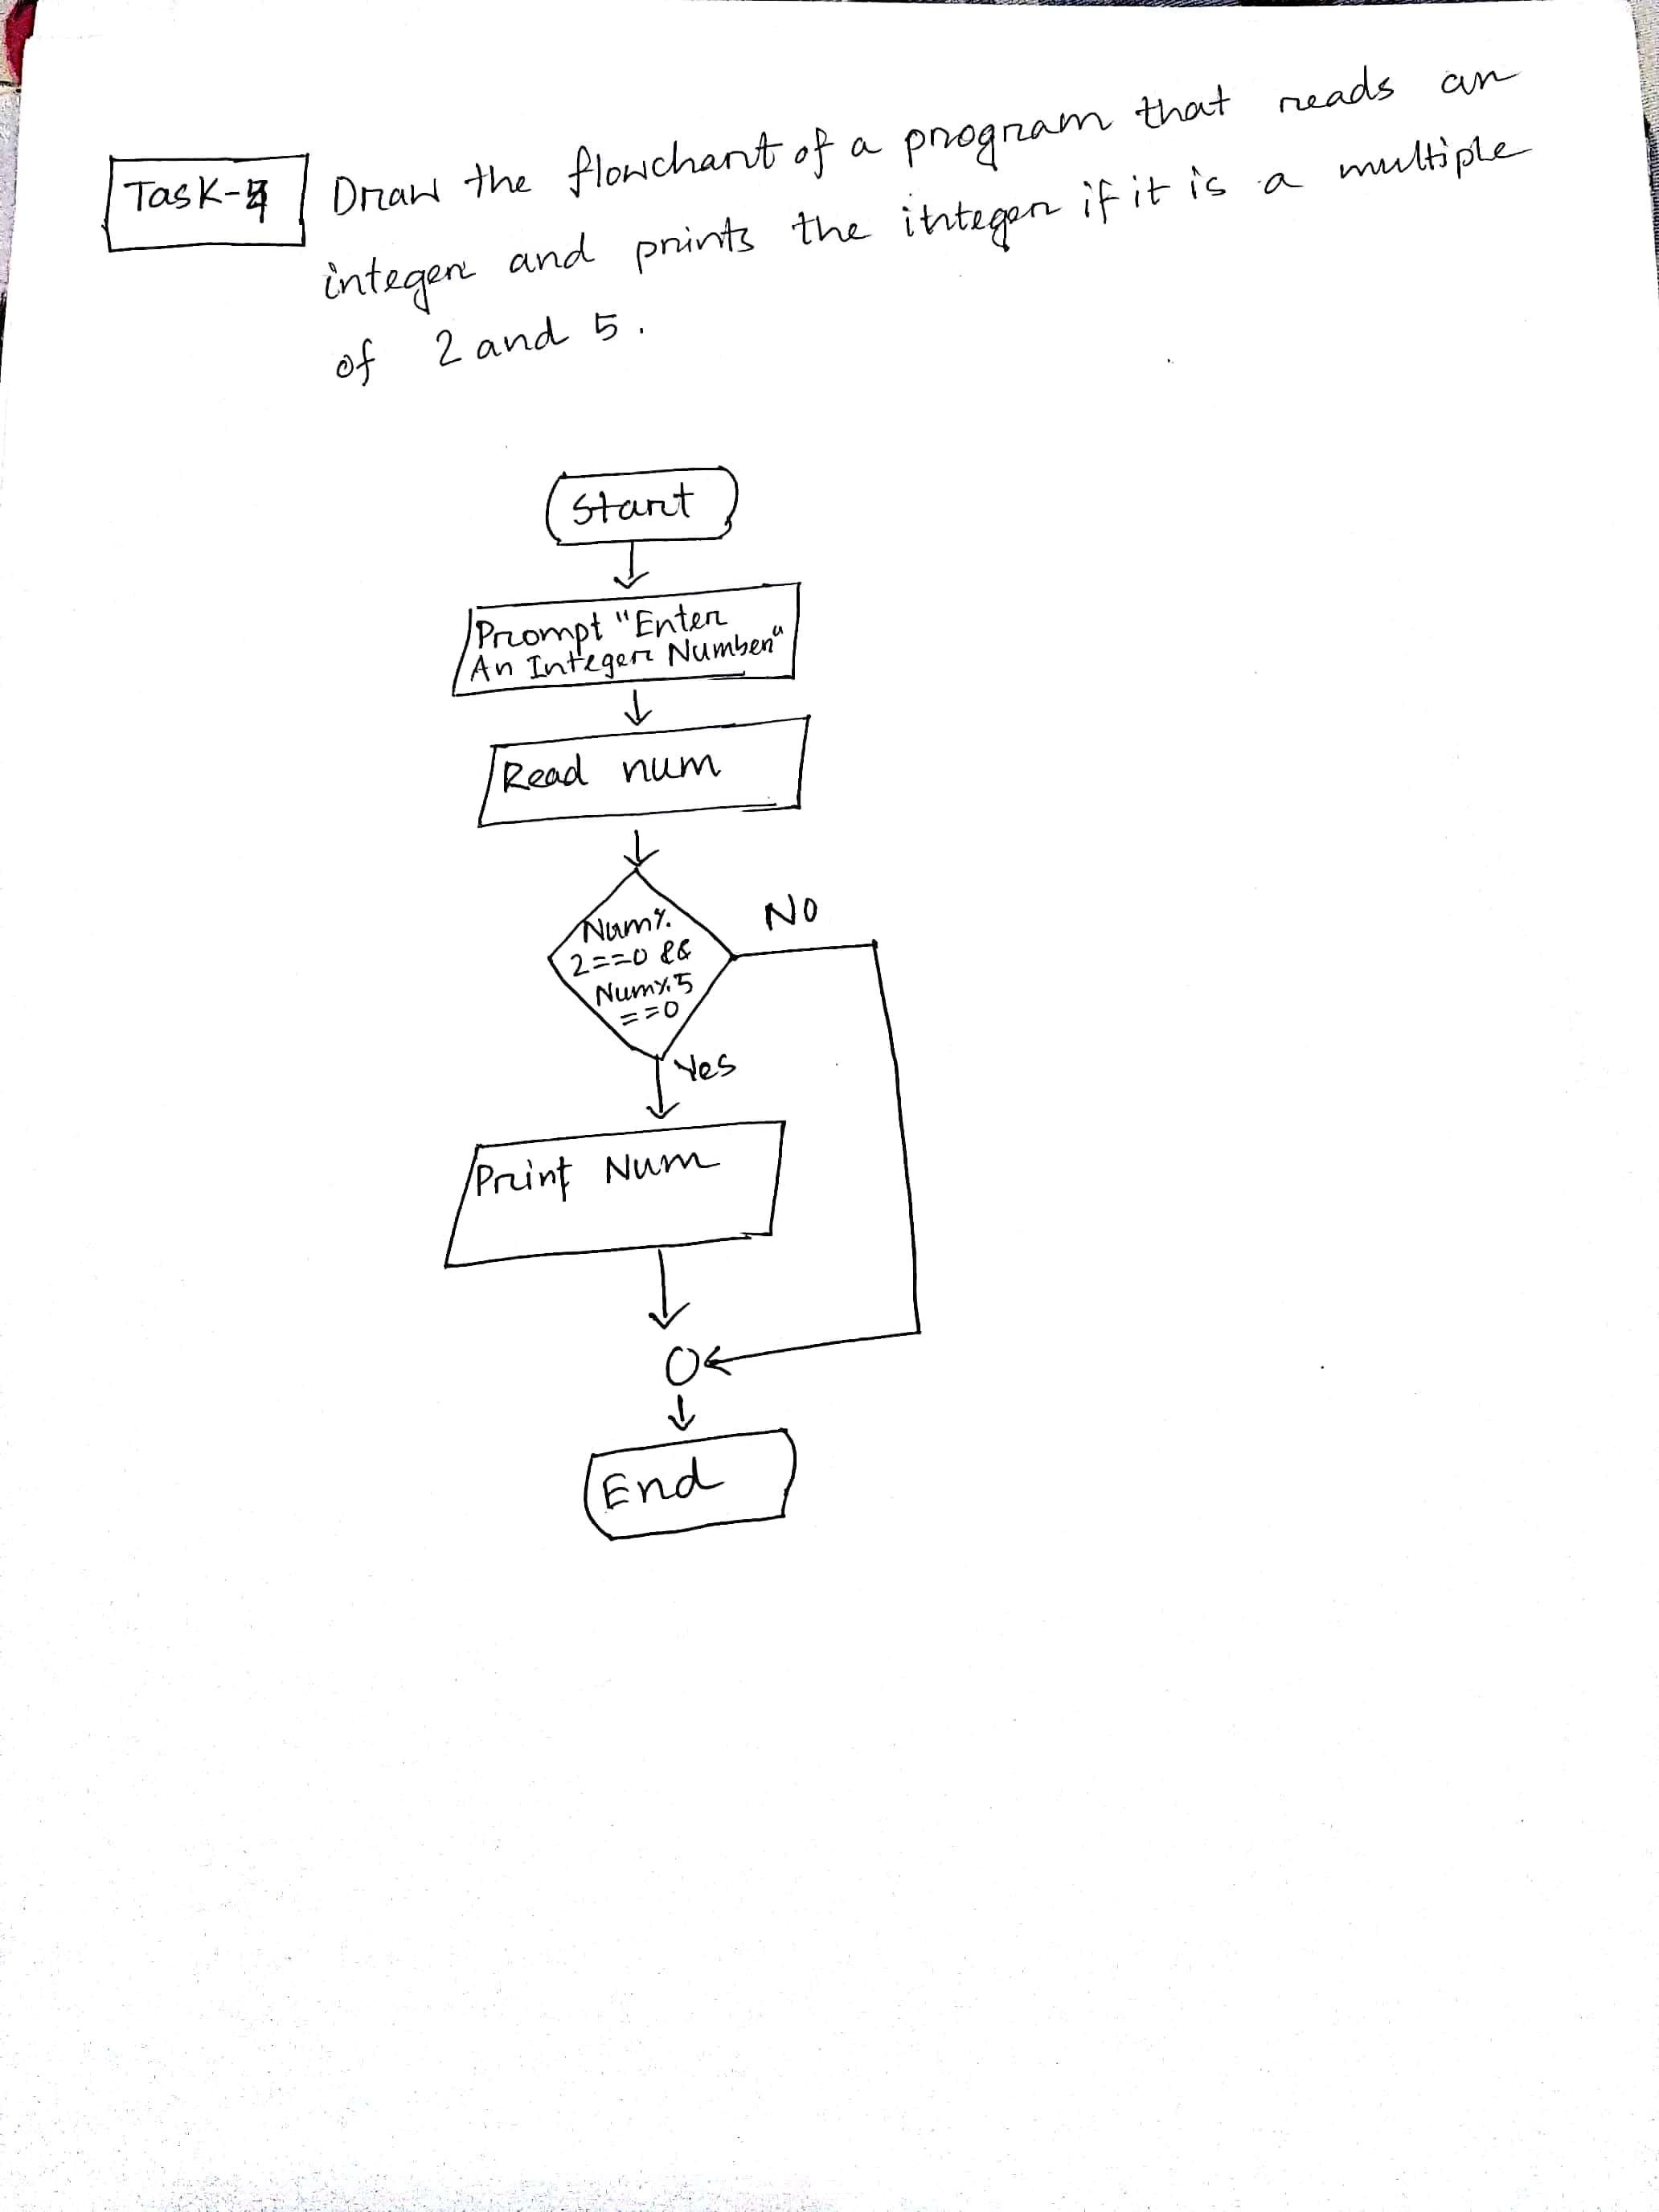 Task-4
Draw the flowchart of a program that reads an
integer and prints the integer if it is a multiple
of 2 and 5.
Start
Prompt "Enter
An Integer Number"
Read num
Num%
2==0 &&
Num%5
==0
No
Yes
Print Num
End